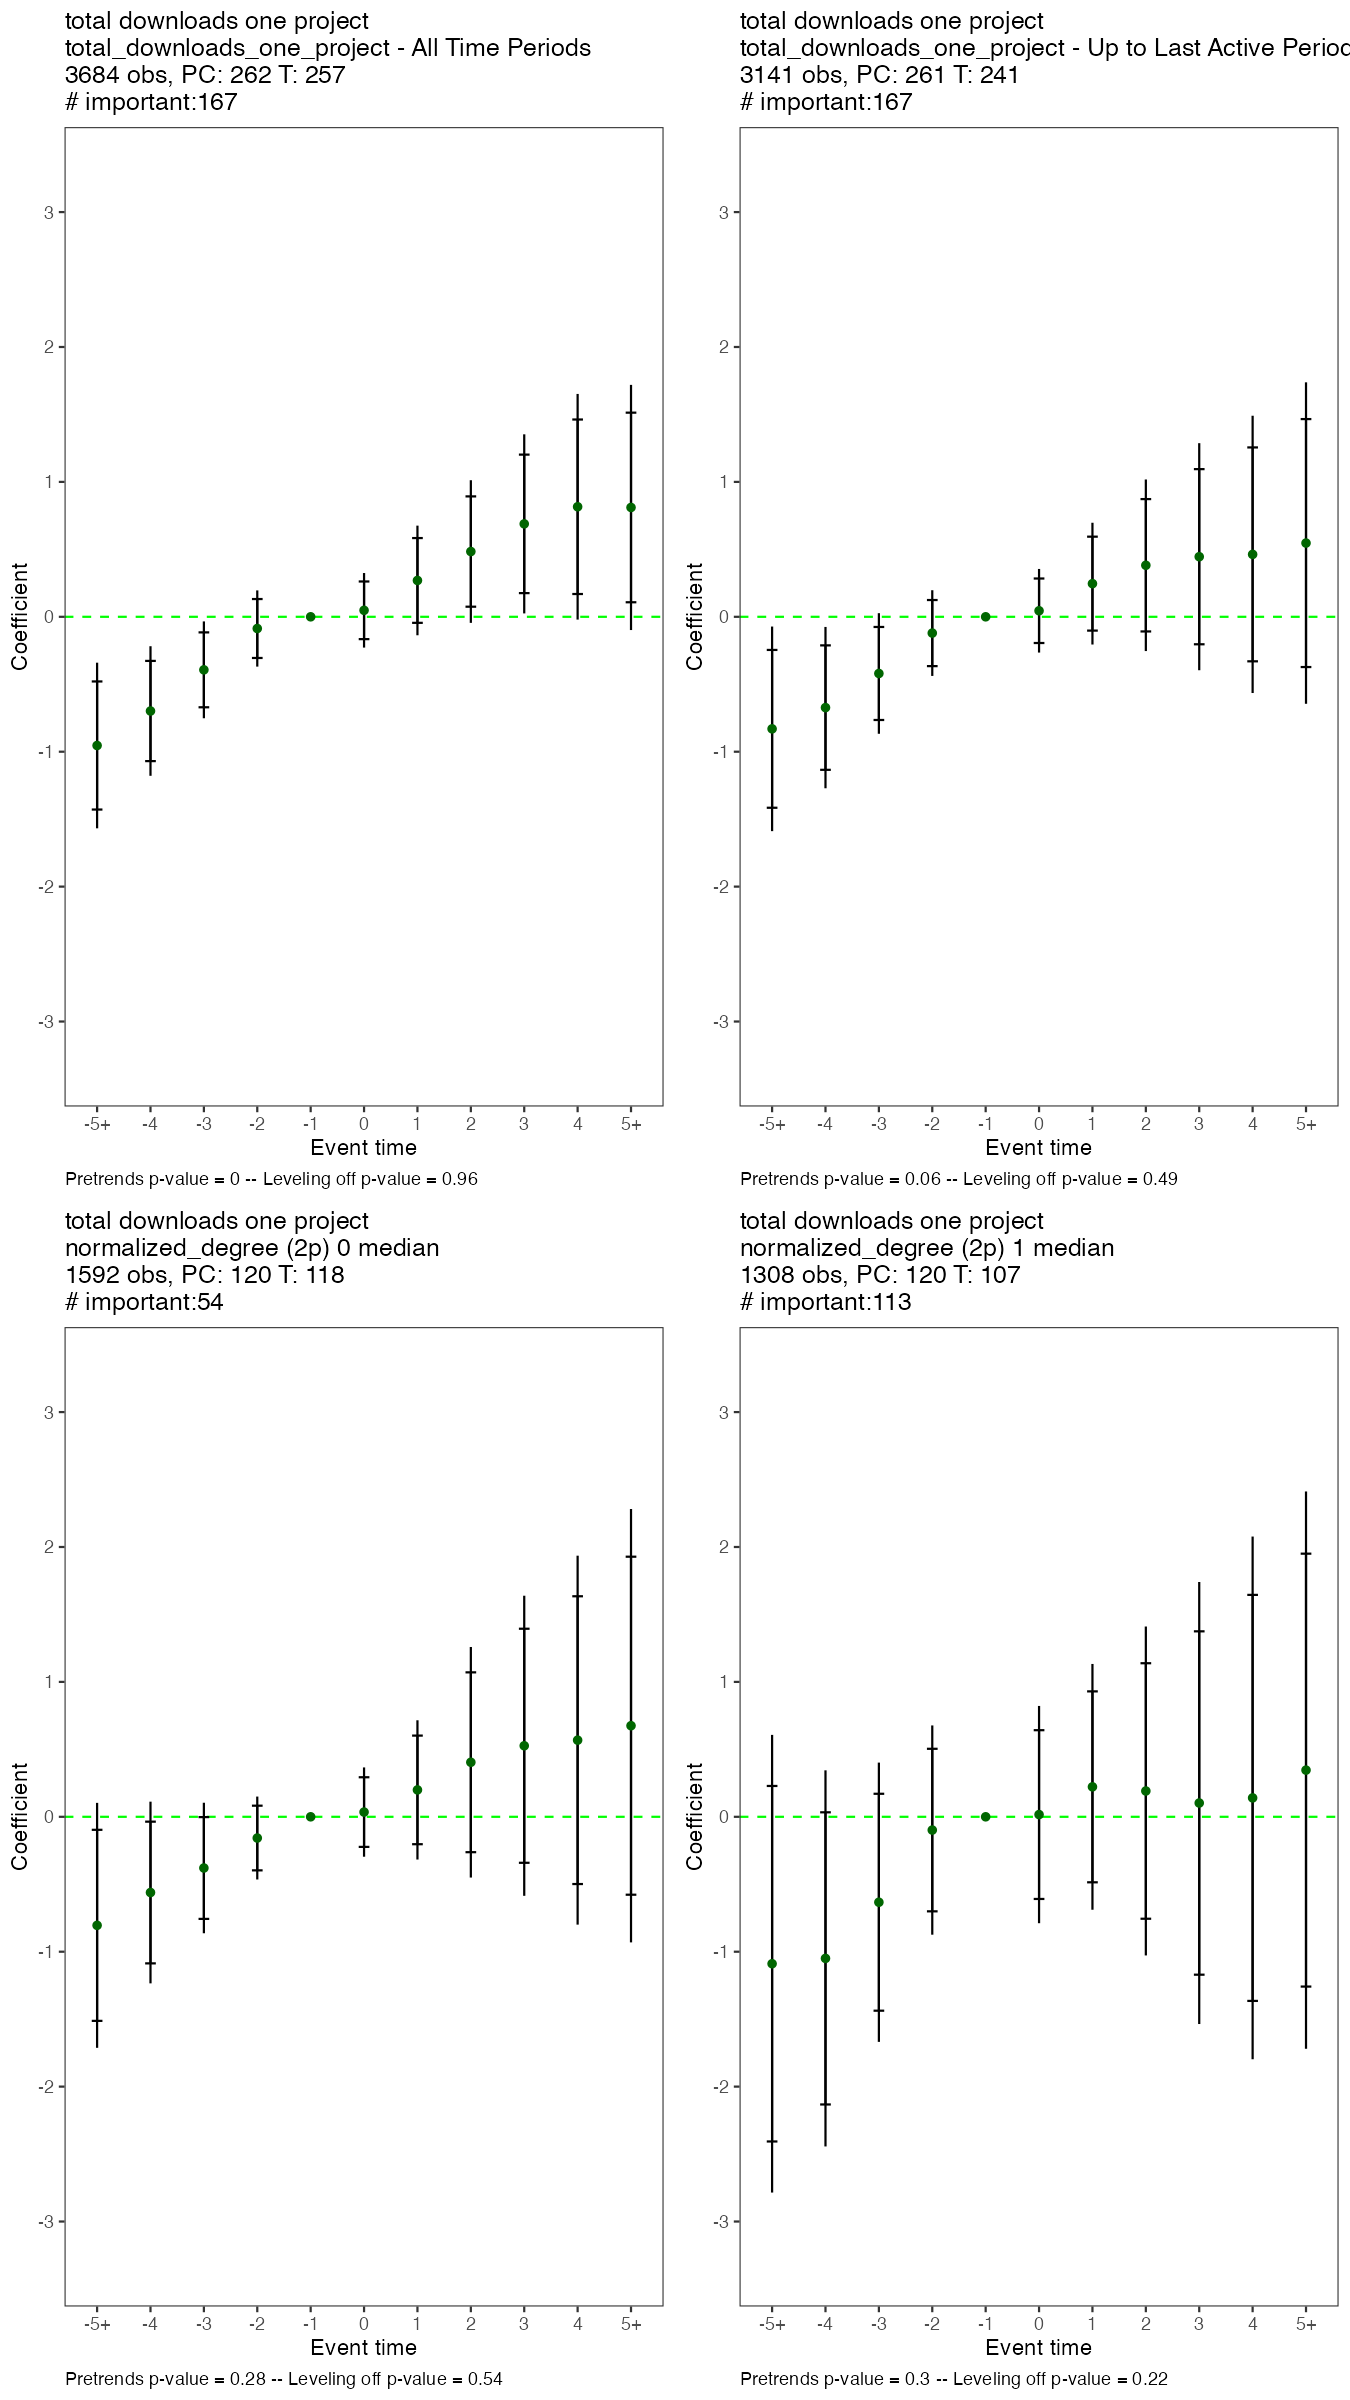 total downloads one project
total_downloads_one_project - All Time Periods
3684 obs, PC: 262 T: 257
# important:167
3
2
1
0
-1
-2
-3
Coefficient
-5+ -4 -3 -2 -1 0 1 2 3 4 5+
Event time
Pretrends p-value = 0 -- Leveling off p-value = 0.96
total downloads one project
total_downloads_one_project - Up to Last Active Period
3141 obs, PC: 261 T: 241
# important:167
3
2
1
0
-1
-2
-3
Coefficient
-5+ -4 -3 -2 -1 0 1 2 3 4 5+
Event time
Pretrends p-value = 0.06 -- Leveling off p-value = 0.49
total downloads one project
normalized_degree (2p) 0 median
1592 obs, PC: 120 T: 118
# important:54
3
2
1
0
-1
-2
-3
Coefficient
-5+ -4 -3 -2 -1 0 1 2 3 4 5+
Event time
Pretrends p-value = 0.28 -- Leveling off p-value = 0.54
total downloads one project
normalized_degree (2p) 1 median
1308 obs, PC: 120 T: 107
# important:113
3
2
1
0
-1
-2
-3
Coefficient
-5+ -4 -3 -2 -1 0 1 2 3 4 5+
Event time
Pretrends p-value = 0.3 -- Leveling off p-value = 0.22